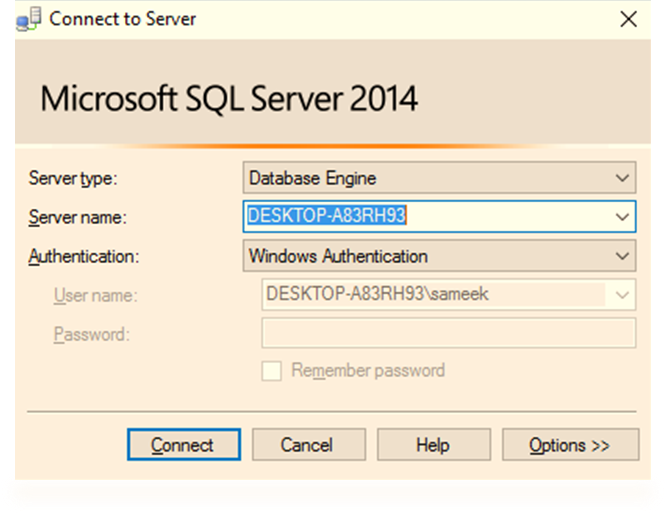 Connect to Server
Microsoft SQL Server 2014
Server type: Database Engine
Server name: DESKTOP-A83RH93
Authentication: Windows Authentication
User name: DESKTOP-A83RH93\sameek
Password:
Remember password
Connect Cancel Help Options >>